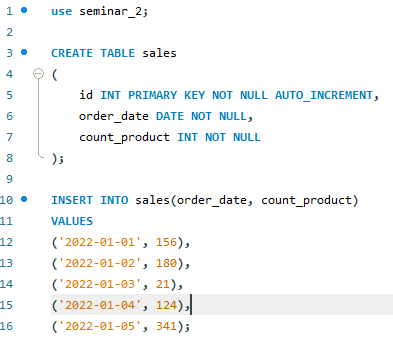 1 use seminar_2;
2
3 CREATE TABLE sales
4 (
5 id INT PRIMARY KEY NOT NULL AUTO_INCREMENT,
6 order_date DATE NOT NULL,
7 count_product INT NOT NULL
8 );
9
10 INSERT INTO sales(order_date, count_product)
11 VALUES
12 ('2022-01-01', 156),
13 ('2022-01-02', 180),
14 ('2022-01-03', 21),
15 ('2022-01-04', 124),
16 ('2022-01-05', 341);